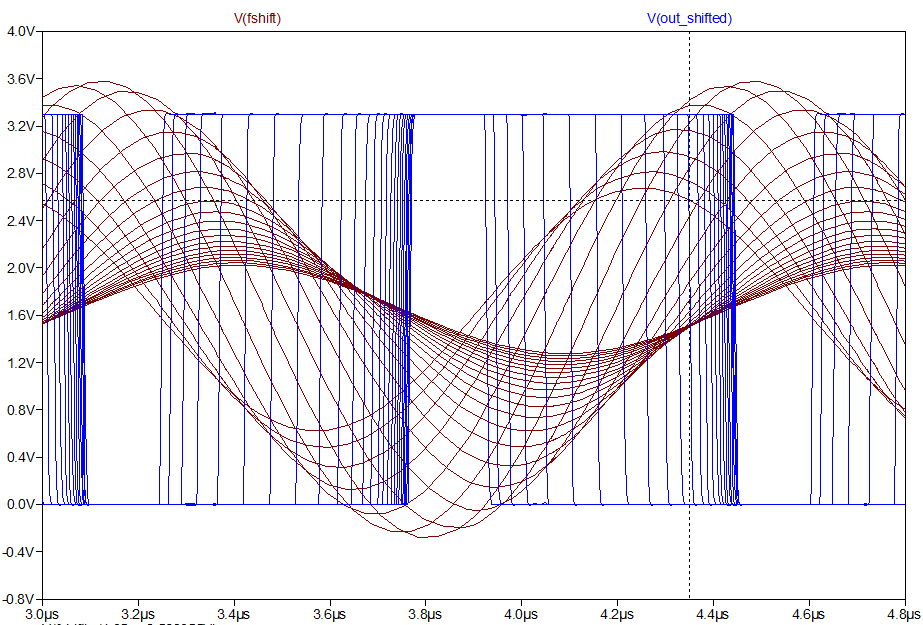 V(fshift) V(out_shifted)
4.0V
3.6V
3.2V
2.8V
2.4V
2.0V
1.6V
1.2V
0.8V
0.4V
0.0V
-0.4V
-0.8V
3.0µs 3.2µs 3.4µs 3.6µs 3.8µs 4.0µs 4.2µs 4.4µs 4.6µs 4.8µs